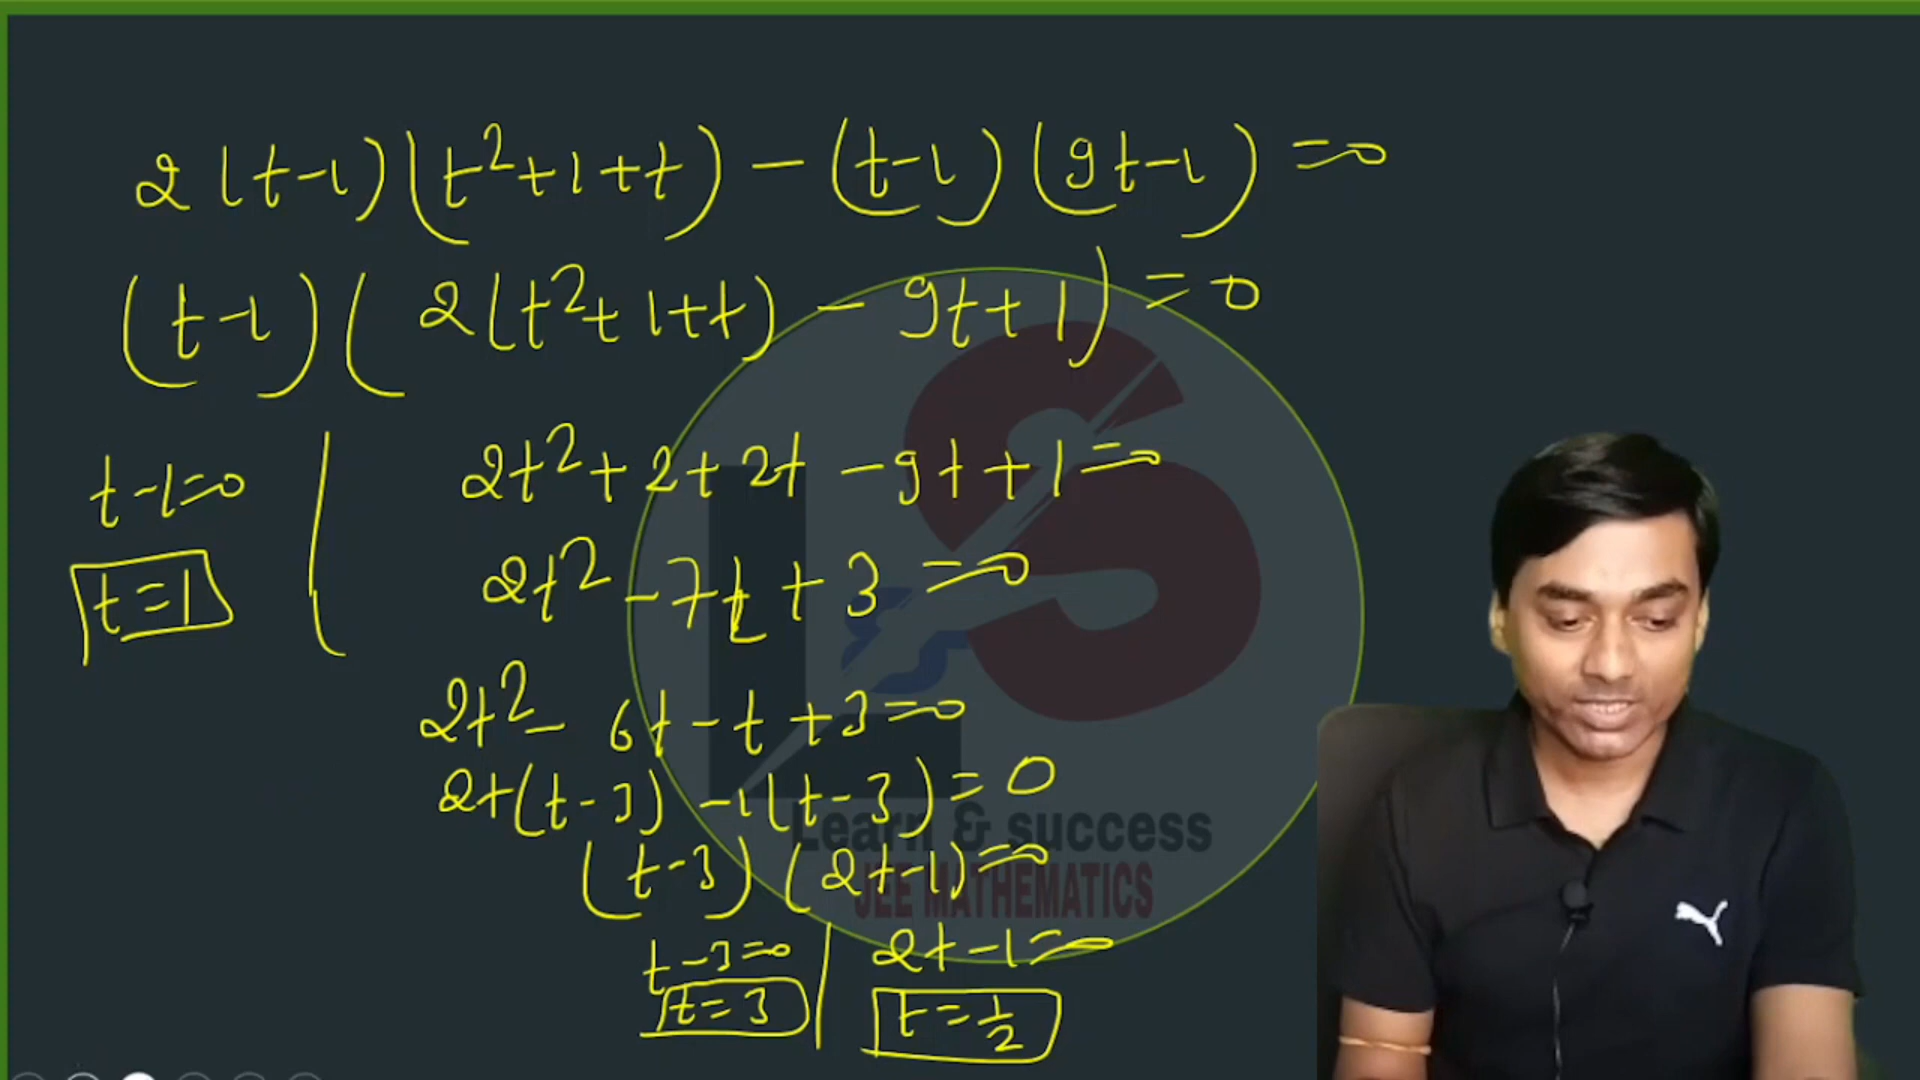 2(t-1)(t²+1+t) - (t-1)(9t-1)=0
(t-1)(2(t²+1+t) - 9t+1)=0
t-1=0
t=1
2t²+2+2t-9t+1=0
2t²-7t+3=0
2t²-6t-t+3=0
2t(t-3)-1(t-3)=0
(t-3)(2t-1)=0
t-3=0
t=3
2t-1=0
t=1/2
LS
Learn & success
JEE MATHEMATICS